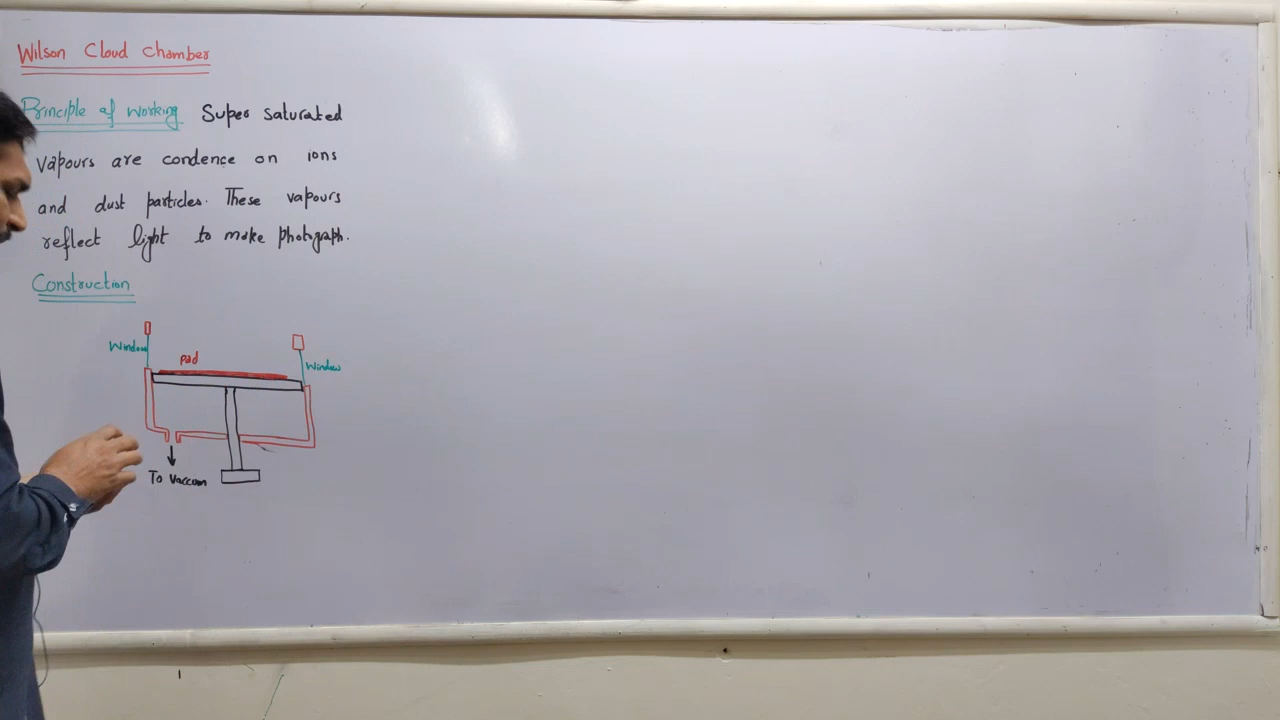 Wilson Cloud Chamber
Principle of working Super saturated
vapours are condence on ions
and dust particles. These vapours
reflect light to make photograph.
Construction
Window
Pad
Window
To Vaccum